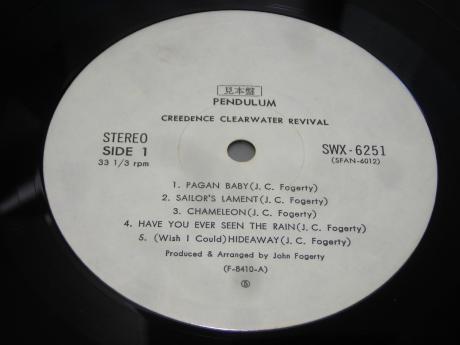 見本盤
PENDULUM
CREEDENCE CLEARWATER REVIVAL
STEREO
SIDE 1
33 1/3 rpm
SWX-6251
(SFAN-6012)
1. PAGAN BABY(J. C. Fogerty)
2. SAILOR'S LAMENT(J. C. Fogerty)
3. CHAMELEON(J. C. Fogerty)
4. HAVE YOU EVER SEEN THE RAIN(J. C. Fogerty)
5. (Wish I Could)HIDEAWAY(J. C. Fogerty)
Produced & Arranged by John Fogerty
(F-8410-A)